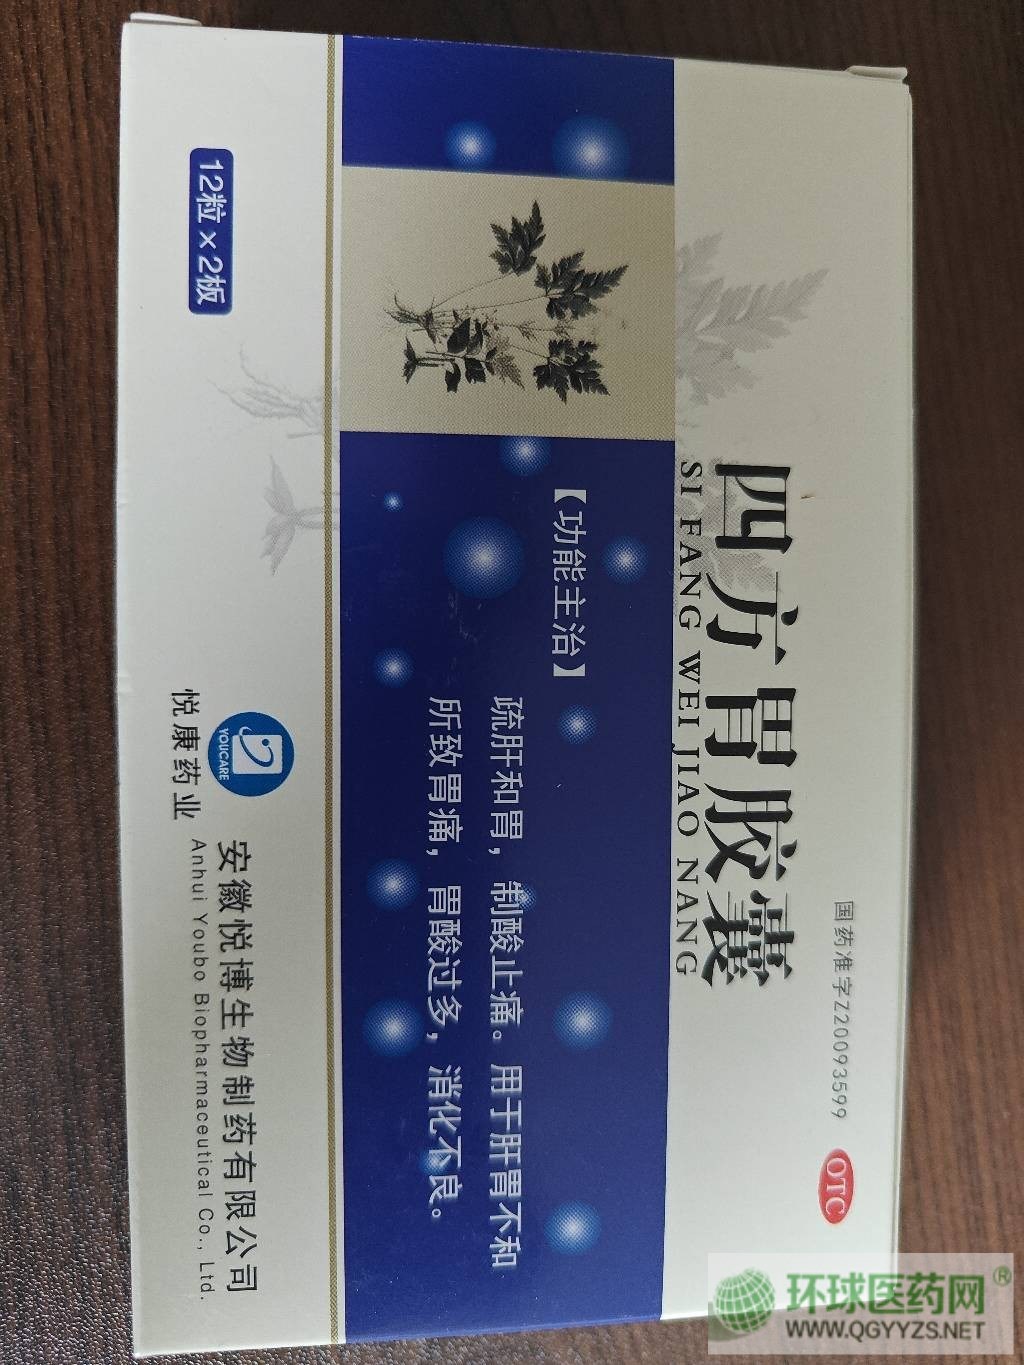 国药准字Z20093599
OTC
四方胃胶囊
SI FANG WEI JIAO NANG
【功能主治】
疏肝和胃，制酸止痛。用于肝胃不和
所致胃痛，胃酸过多，消化不良。
12粒×2板
YOUCARE
悦康药业
安徽悦博生物制药有限公司
Anhui Youbo Biopharmaceutical Co., Ltd.
环球医药网®
WWW.QGYYZS.NET